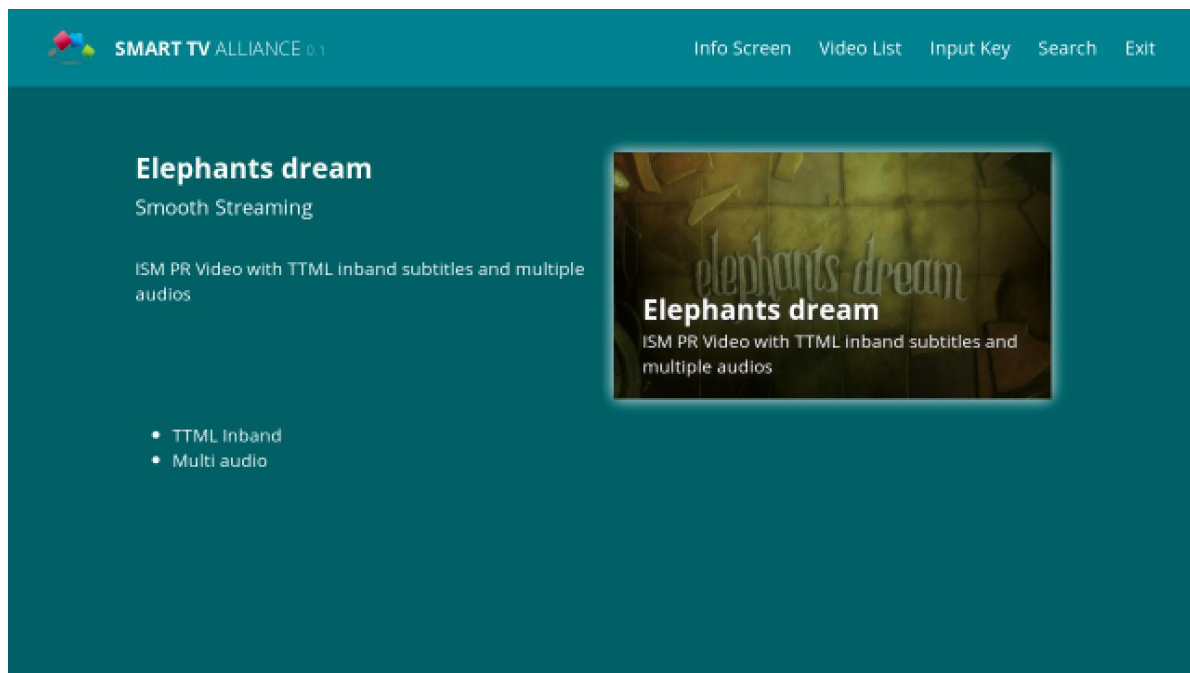 SMART TV ALLIANCE 0.1
Info Screen Video List Input Key Search Exit
Elephants dream
Smooth Streaming
ISM PR Video with TTML inband subtitles and multiple
audios
elephants dream
Elephants dream
ISM PR Video with TTML inband subtitles and
multiple audios
• TTML Inband
• Multi audio